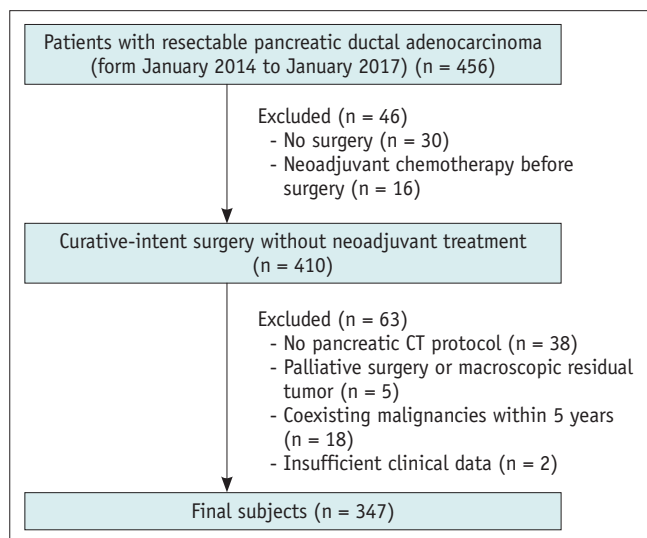 Patients with resectable pancreatic ductal adenocarcinoma
(form January 2014 to January 2017) (n = 456)
Excluded (n = 46)
- No surgery (n = 30)
- Neoadjuvant chemotherapy before
surgery (n = 16)
Curative-intent surgery without neoadjuvant treatment
(n = 410)
Excluded (n = 63)
- No pancreatic CT protocol (n = 38)
- Palliative surgery or macroscopic residual
tumor (n = 5)
- Coexisting malignancies within 5 years
(n = 18)
- Insufficient clinical data (n = 2)
Final subjects (n = 347)